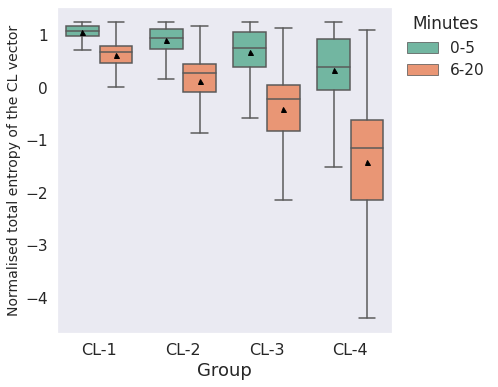 Minutes
0-5
6-20
Normalised total entropy of the CL vector
1
0
−1
−2
−3
−4
CL-1 CL-2 CL-3 CL-4
Group